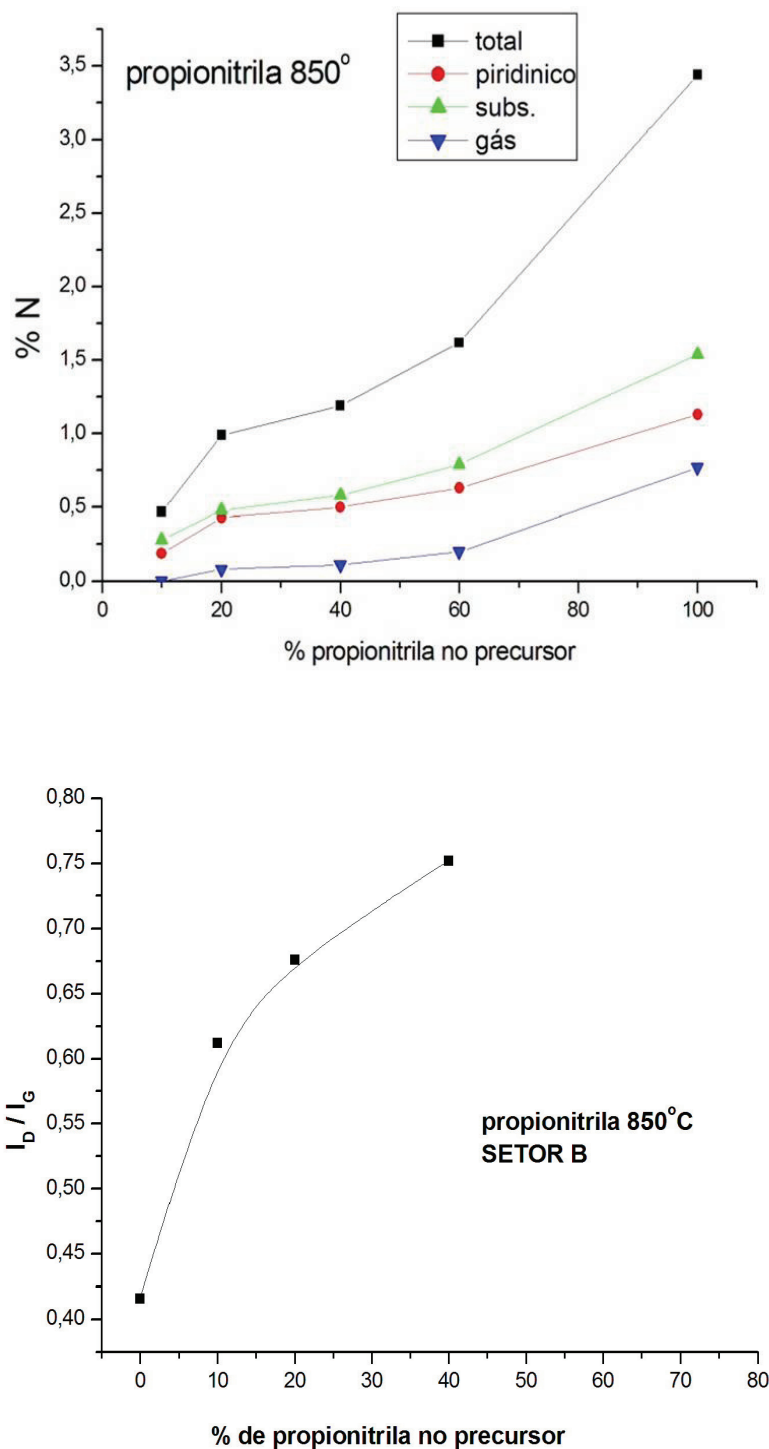 propionitrila 850°
total
piridinico
subs.
gás
3,5
3,0
2,5
2,0
1,5
1,0
0,5
0,0
% N
0 20 40 60 80 100
% propionitrila no precursor
0,80
0,75
0,70
0,65
0,60
0,55
0,50
0,45
0,40
I_D / I_G
propionitrila 850°C
SETOR B
0 10 20 30 40 50 60 70 80
% de propionitrila no precursor